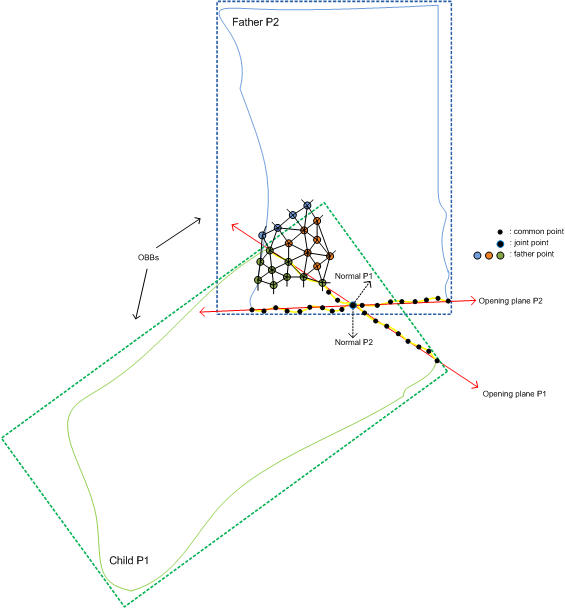 Father P2
: common point
: joint point
: father point
OBBs
Normal P1
Opening plane P2
Normal P2
Opening plane P1
Child P1